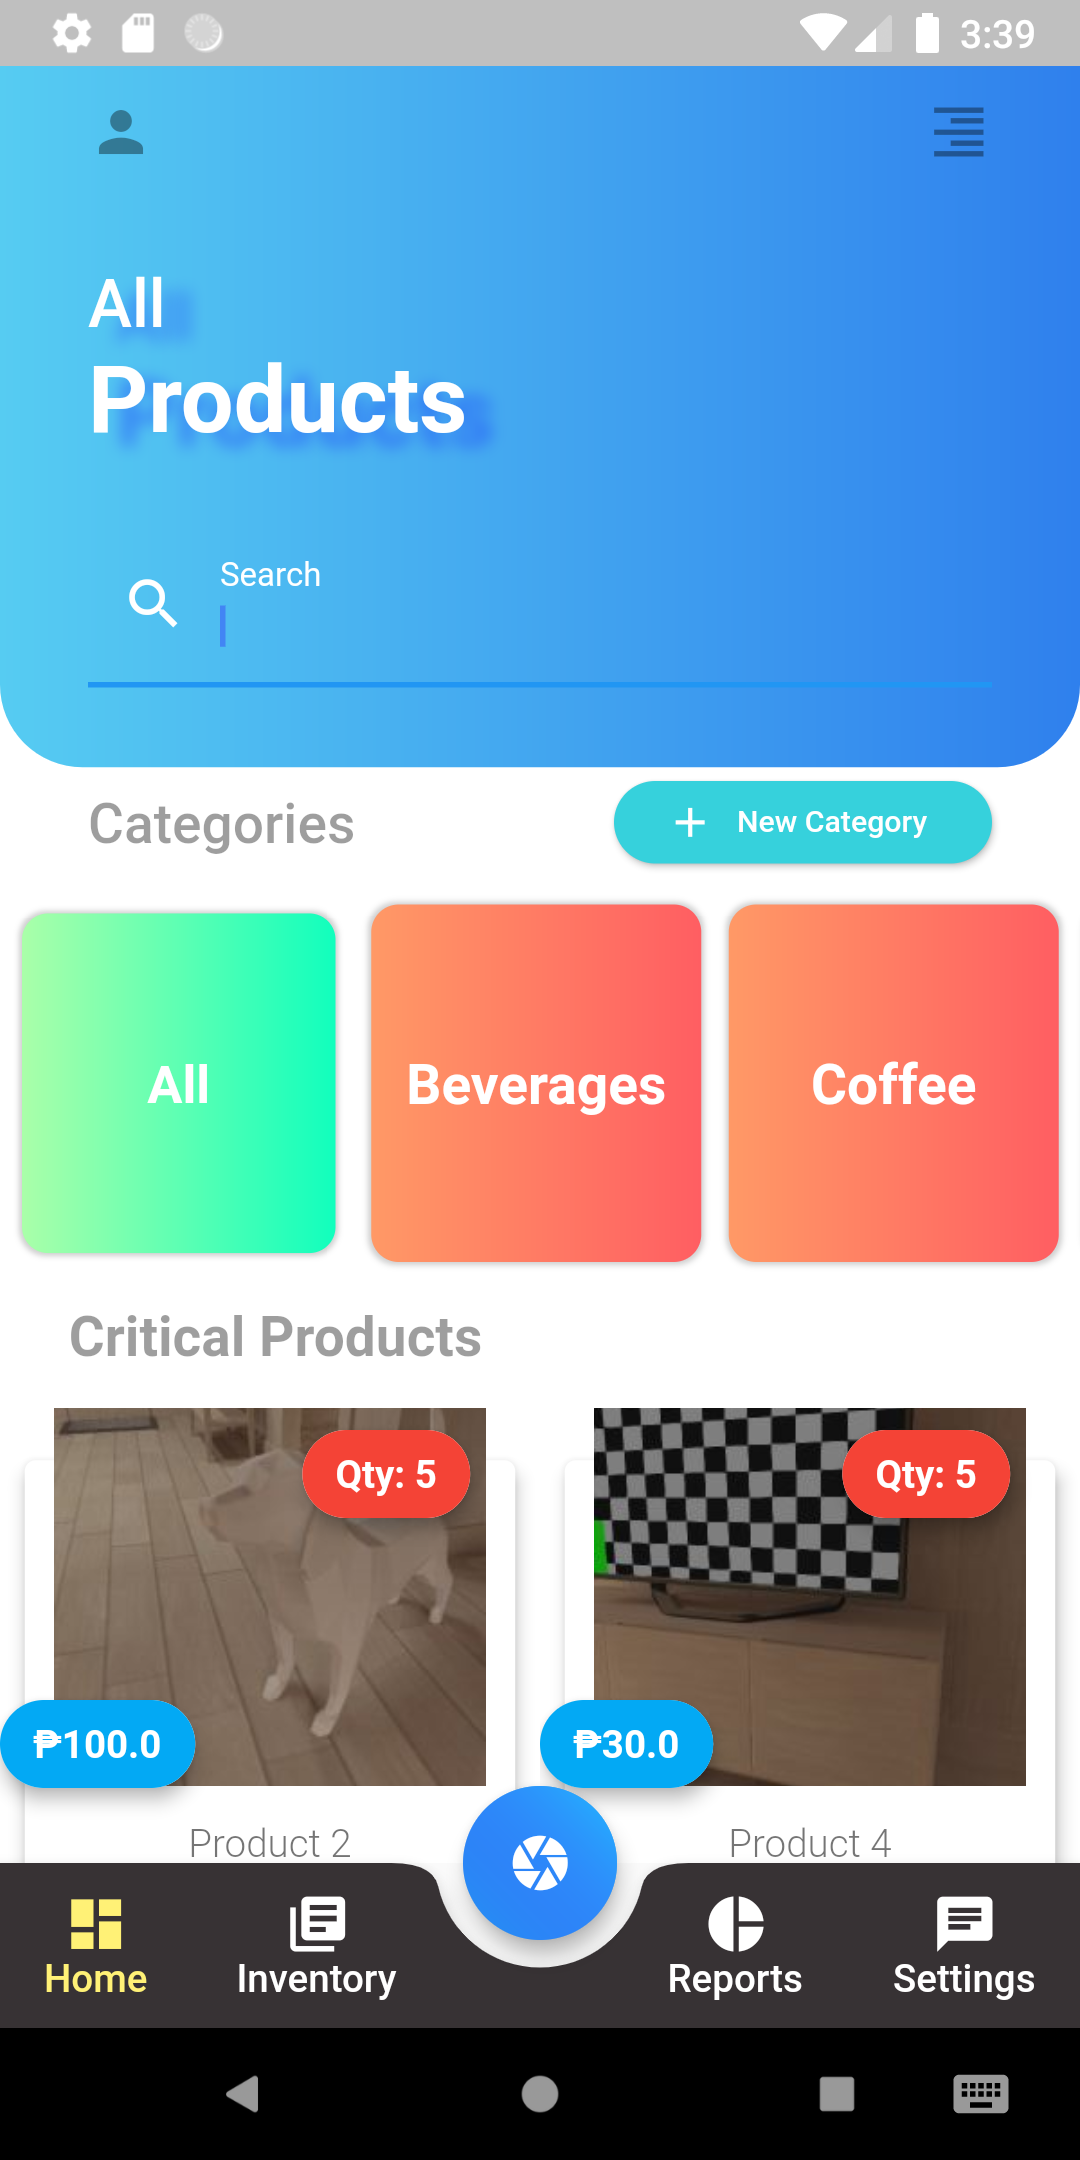 3:39
All
Products
Search
Categories
New Category
All
Beverages
Coffee
Critical Products
Qty: 5
Qty: 5
₱100.0
₱30.0
Product 2
Product 4
Home
Inventory
Reports
Settings